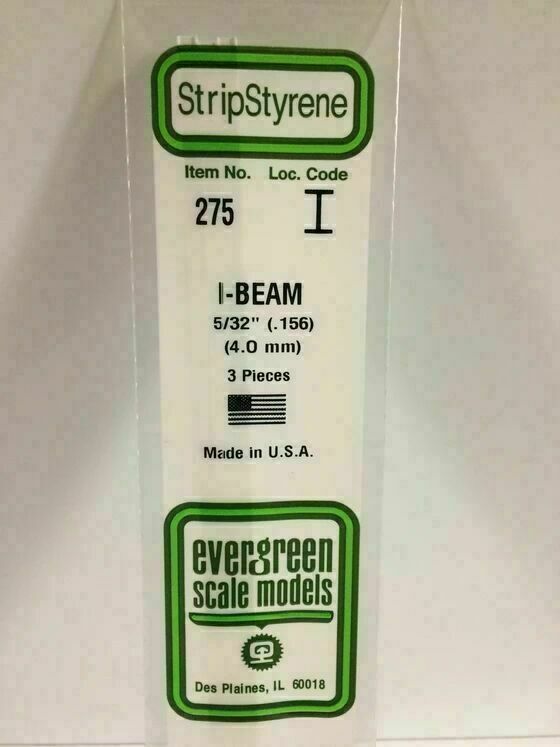 StripStyrene
Item No. Loc. Code
275 I
I-BEAM
5/32" (.156)
(4.0 mm)
3 Pieces
Made in U.S.A.
evergreen
scale models
Des Plaines, IL 60018